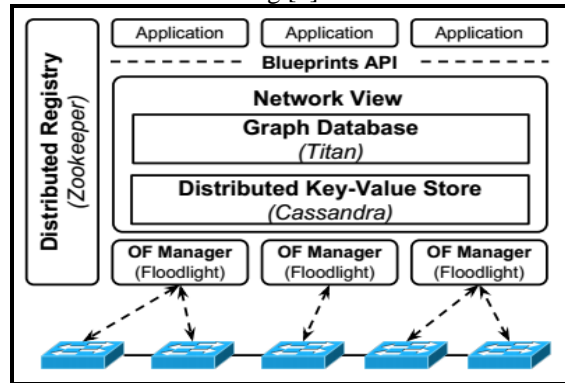 Distributed Registry
(Zookeeper)
Application
Application
Application
Blueprints API
Network View
Graph Database
(Titan)
Distributed Key-Value Store
(Cassandra)
OF Manager
(Floodlight)
OF Manager
(Floodlight)
OF Manager
(Floodlight)